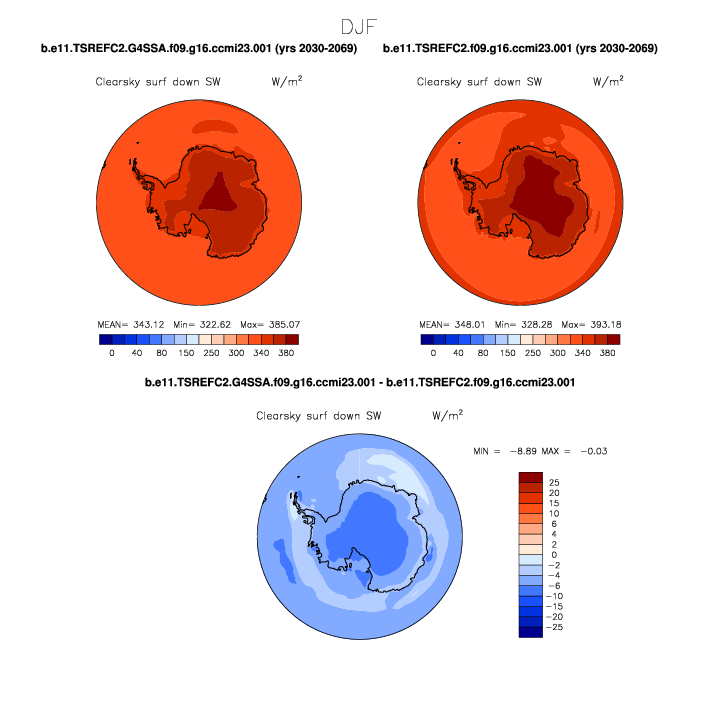 DJF
b.e11.TSREFC2.G4SSA.f09.g16.ccmi23.001 (yrs 2030-2069) b.e11.TSREFC2.f09.g16.ccmi23.001 (yrs 2030-2069)
Clearsky surf down SW W/m² Clearsky surf down SW W/m²
MEAN= 343.12 Min= 322.62 Max= 385.07 MEAN= 348.01 Min= 328.28 Max= 393.18
0 40 80 150 200 250 300 340 380 0 40 80 150 200 250 300 340 380
b.e11.TSREFC2.G4SSA.f09.g16.ccmi23.001 - b.e11.TSREFC2.f09.g16.ccmi23.001
Clearsky surf down SW W/m²
MIN = -8.89 MAX = -0.03
25
20
15
10
6
4
2
0
-2
-4
-6
-10
-15
-20
-25